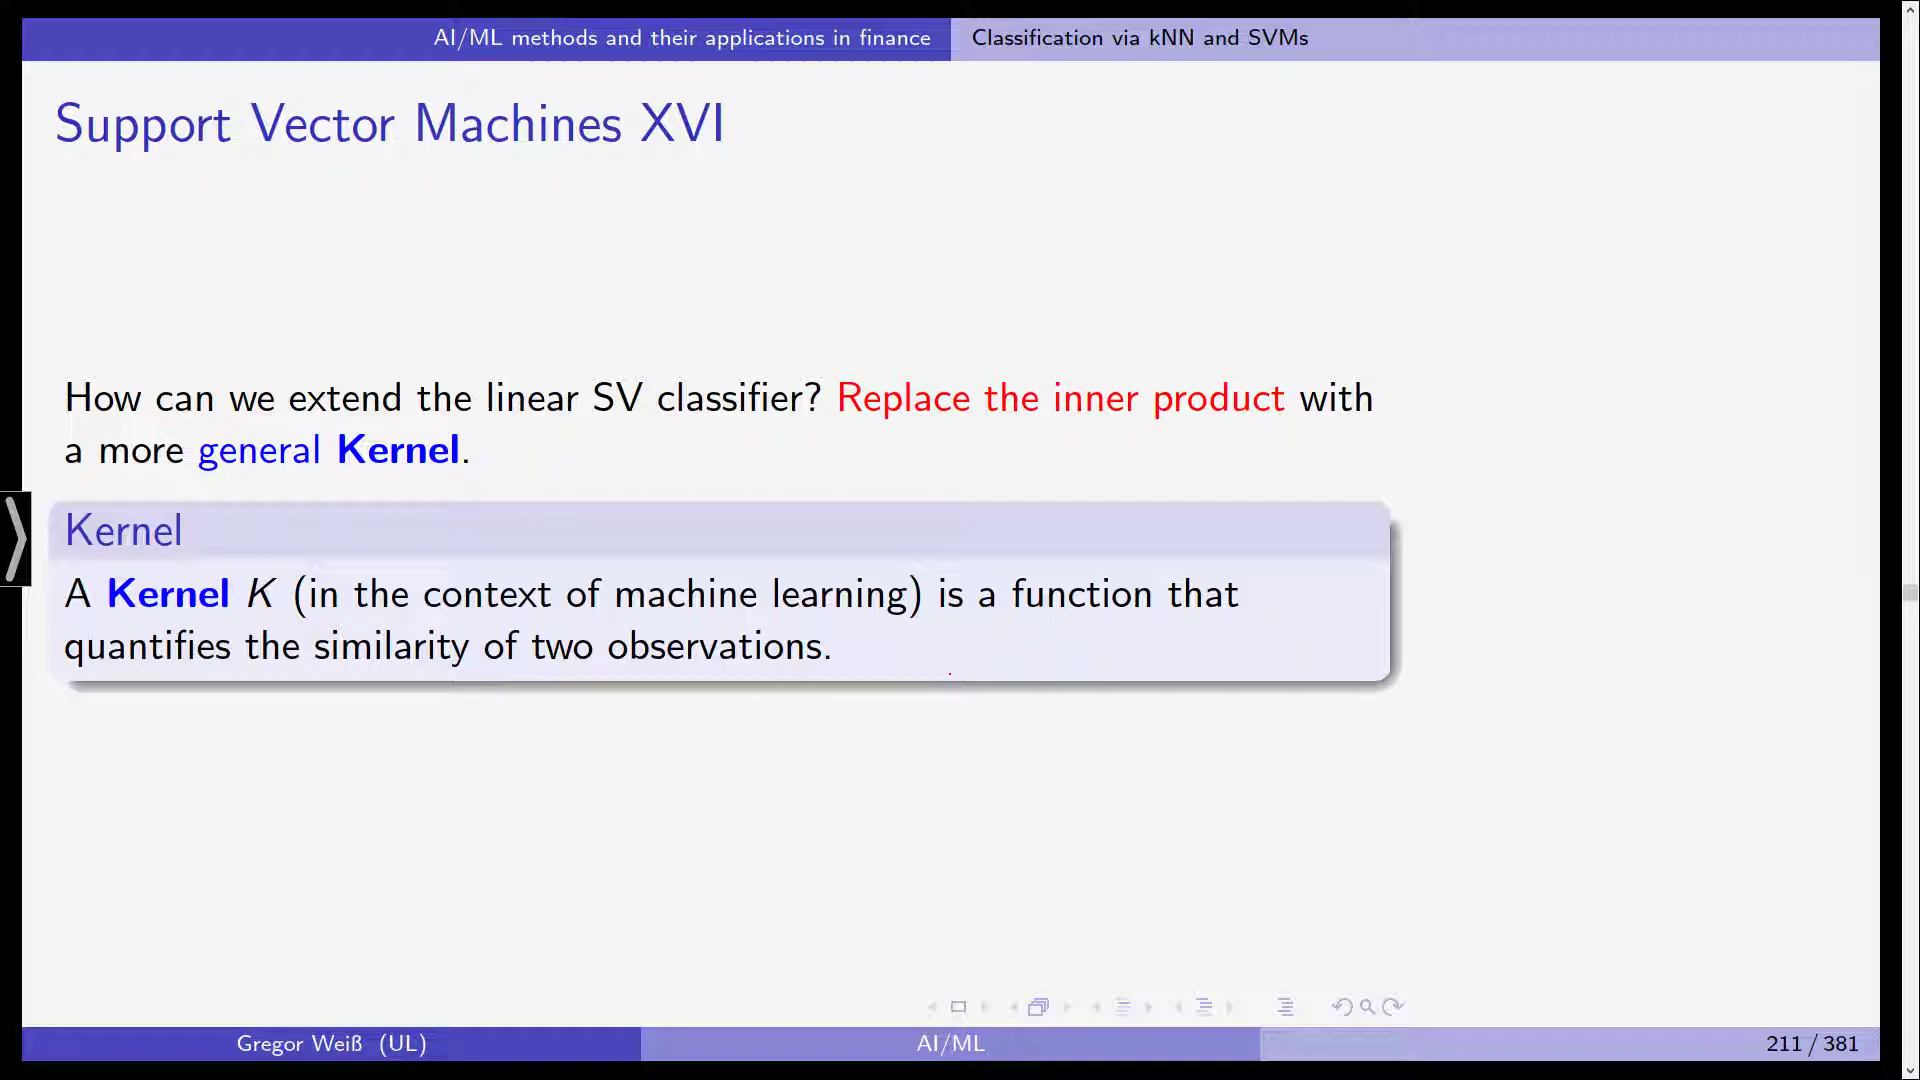 AI/ML methods and their applications in finance Classification via kNN and SVMs
Support Vector Machines XVI
How can we extend the linear SV classifier? Replace the inner product with
a more general Kernel.
Kernel
A Kernel K (in the context of machine learning) is a function that
quantifies the similarity of two observations.
Gregor Weiß (UL) AI/ML 211 / 381